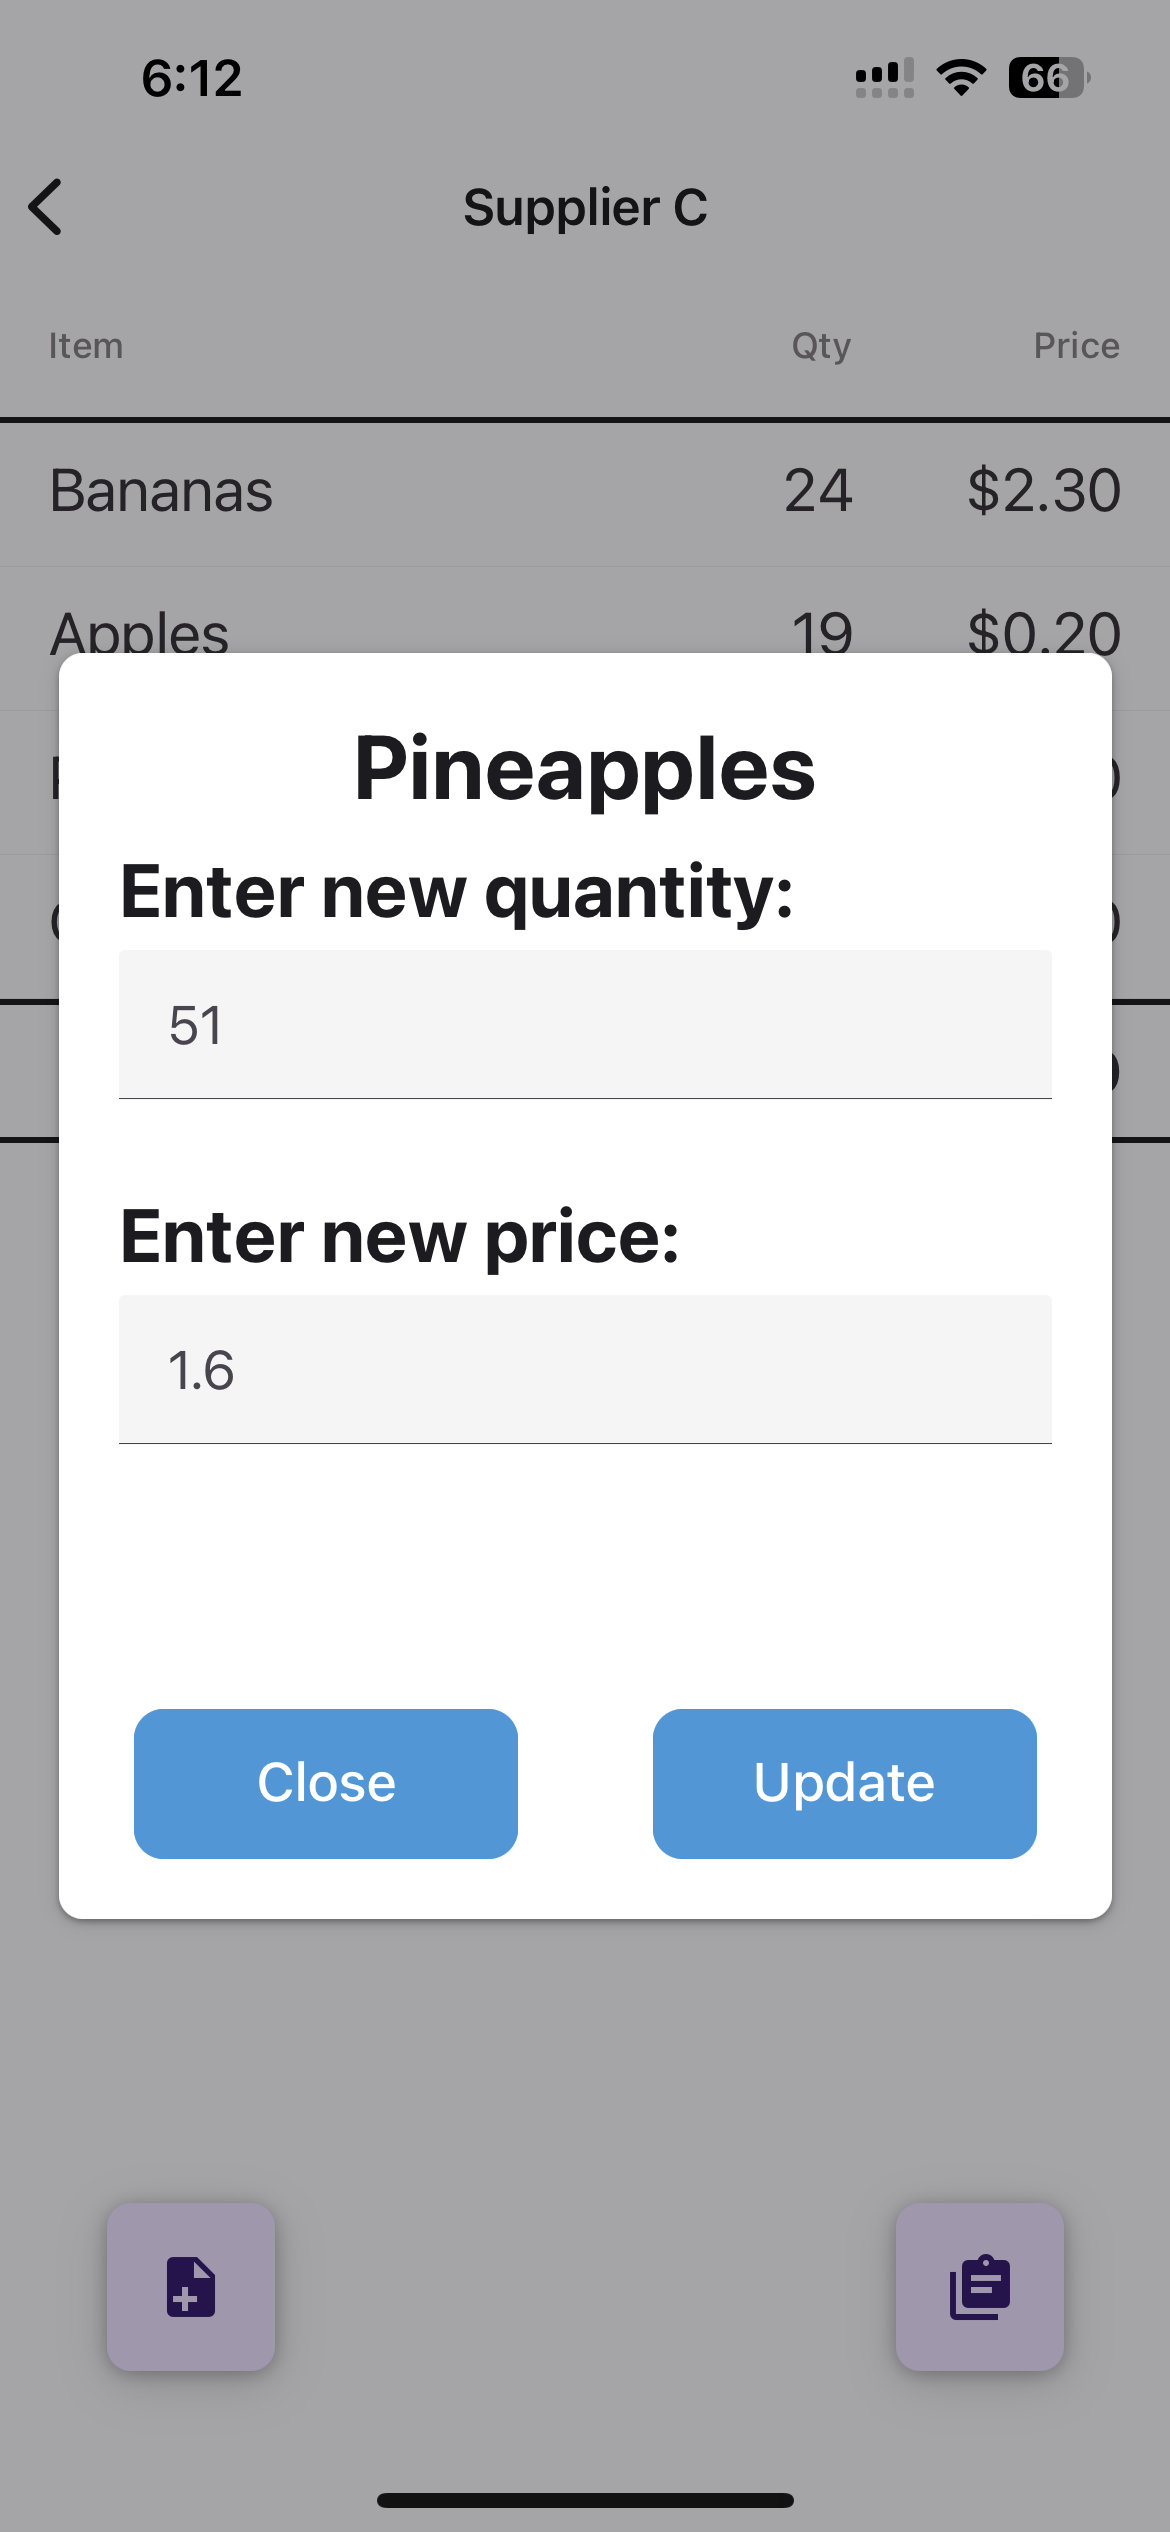 6:12 66
Supplier C
Item Qty Price
Bananas 24 $2.30
Apples 19 $0.20
Pineapples
Enter new quantity:
51
Enter new price:
1.6
Close Update